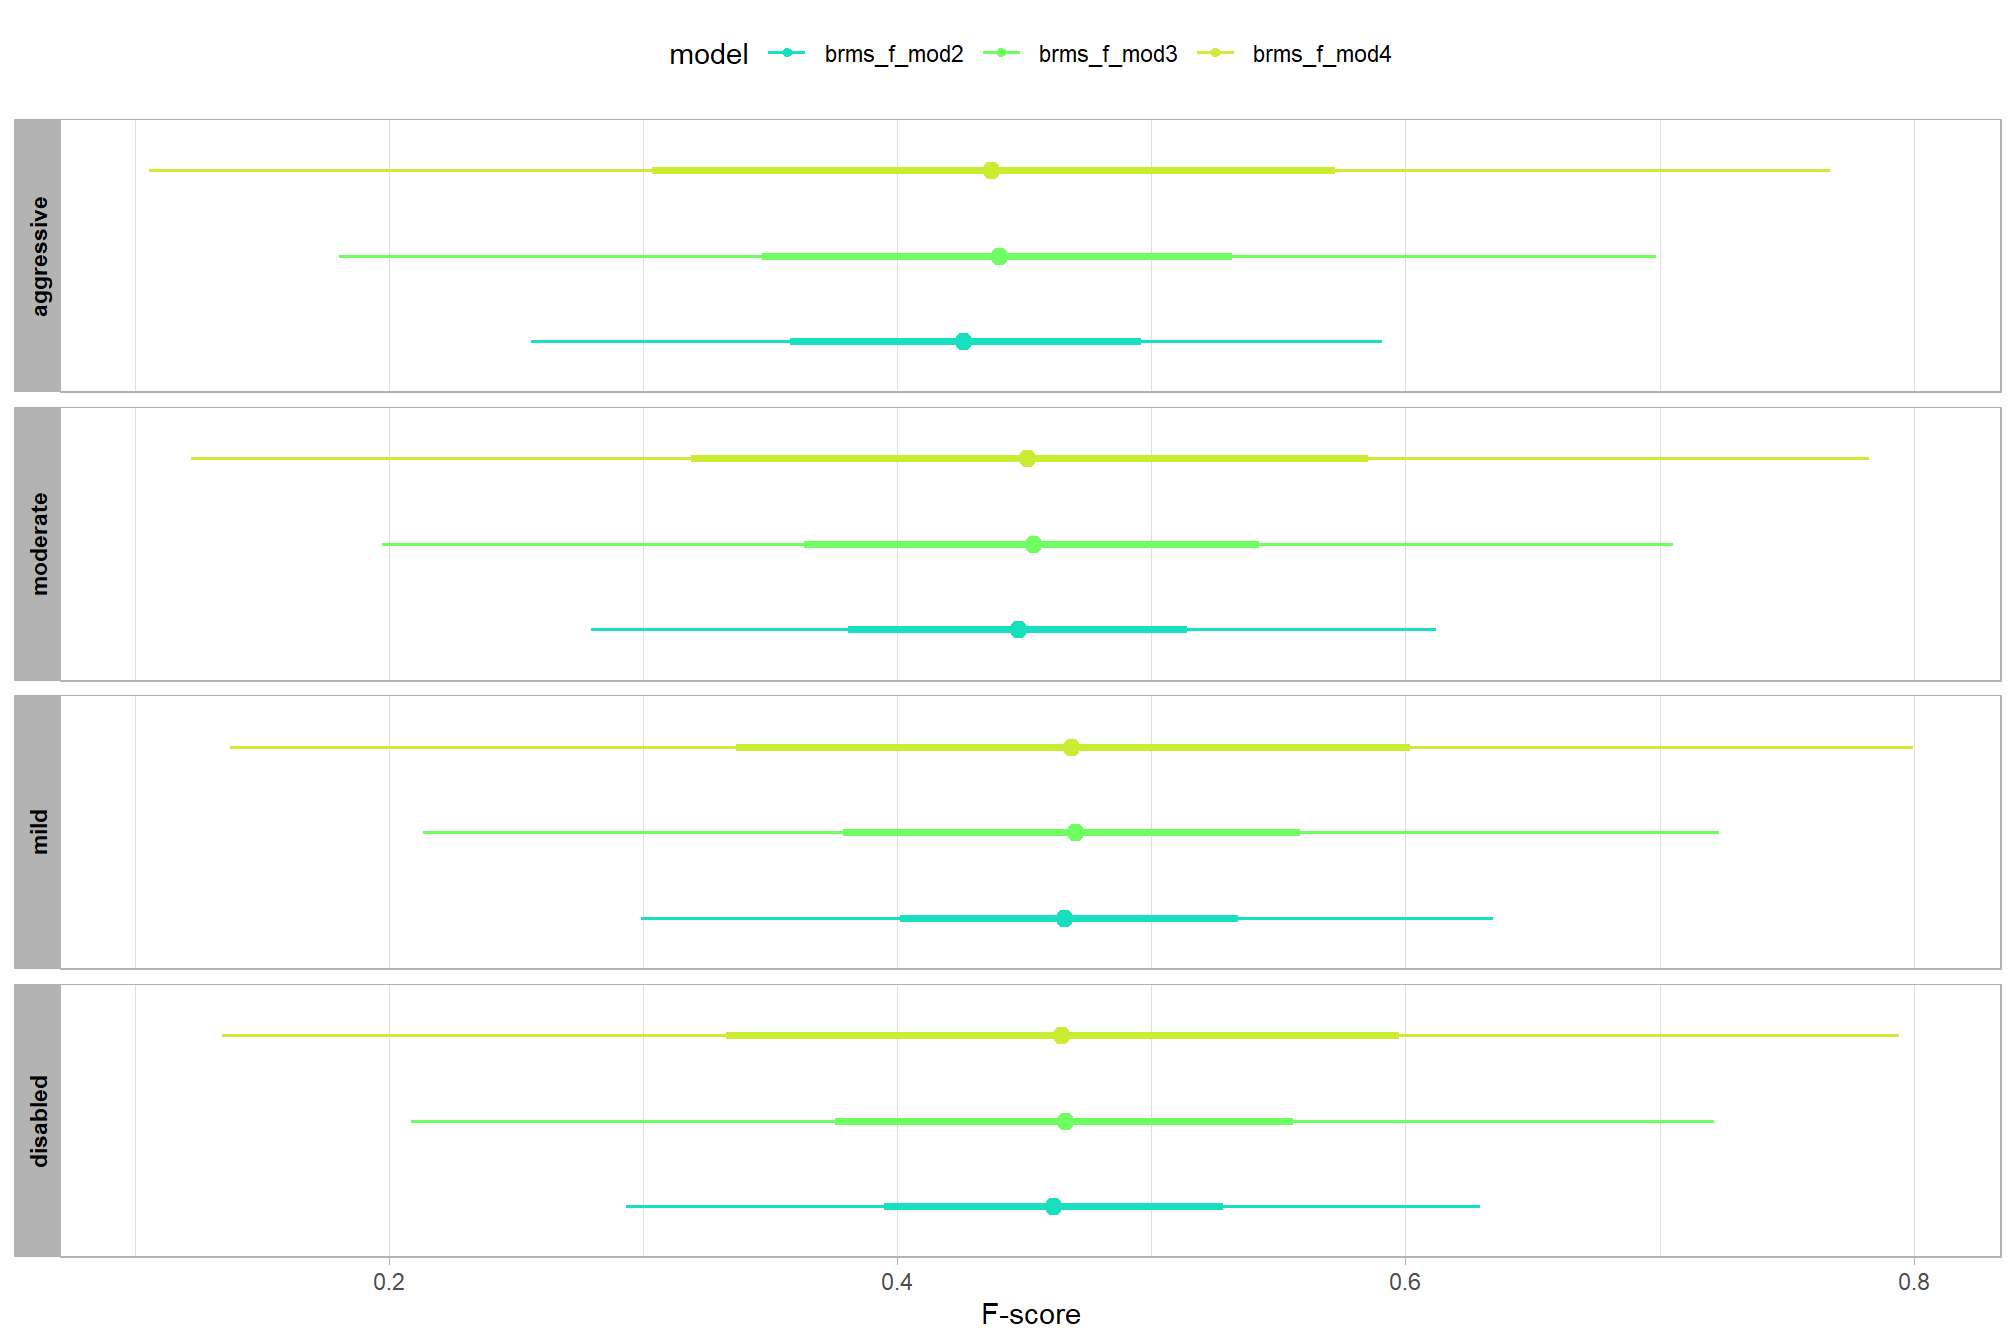 model brms_f_mod2 brms_f_mod3 brms_f_mod4
aggressive
moderate
mild
disabled
0.2 0.4 0.6 0.8
F-score